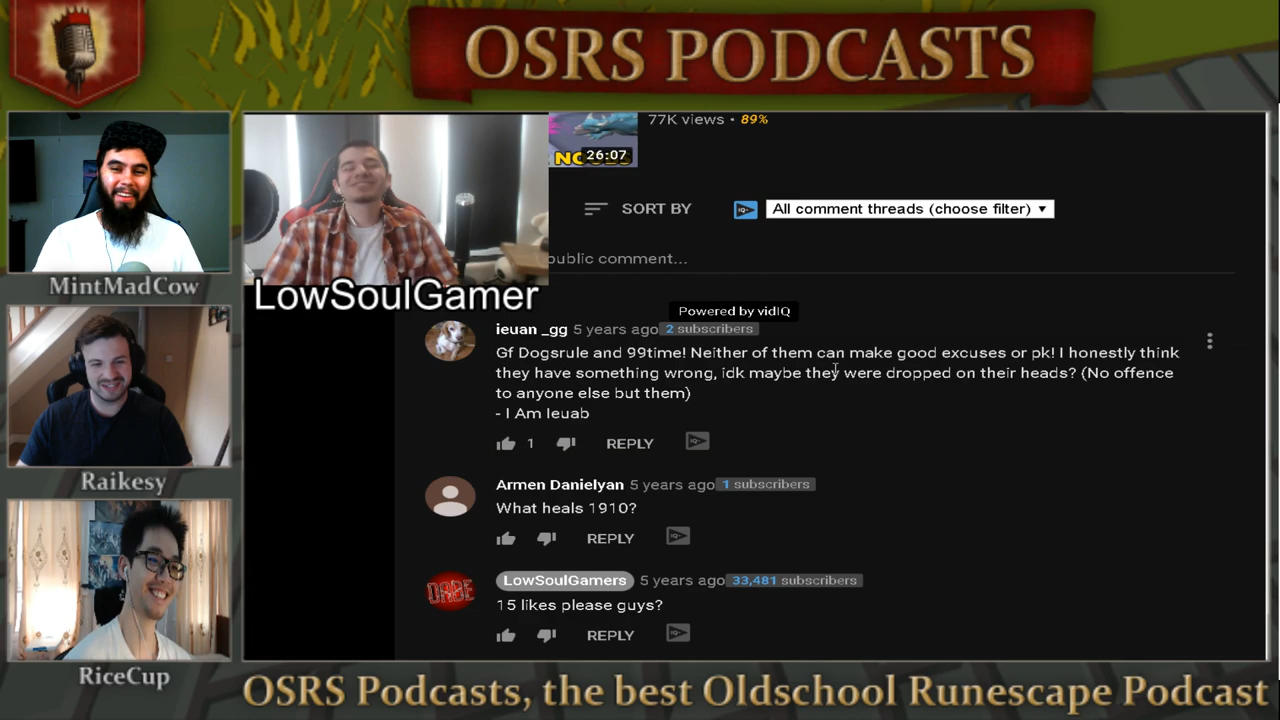 OSRS PODCASTS
77K views • 89%
26:07
SORT BY
All comment threads (choose filter) ▼
public comment...
MintMadCow
LowSoulGamer
Powered by vidIQ
ieuan _gg 5 years ago 2 subscribers
Gf Dogsrule and 99time! Neither of them can make good excuses or pk! I honestly think
they have something wrong, idk maybe they were dropped on their heads? (No offence
to anyone else but them)
- I Am Ieuab
1 REPLY
Raikesy
Armen Danielyan 5 years ago 1 subscribers
What heals 1910?
REPLY
DABE
LowSoulGamers 5 years ago 33,481 subscribers
15 likes please guys?
REPLY
RiceCup
OSRS Podcasts, the best Oldschool Runescape Podcast